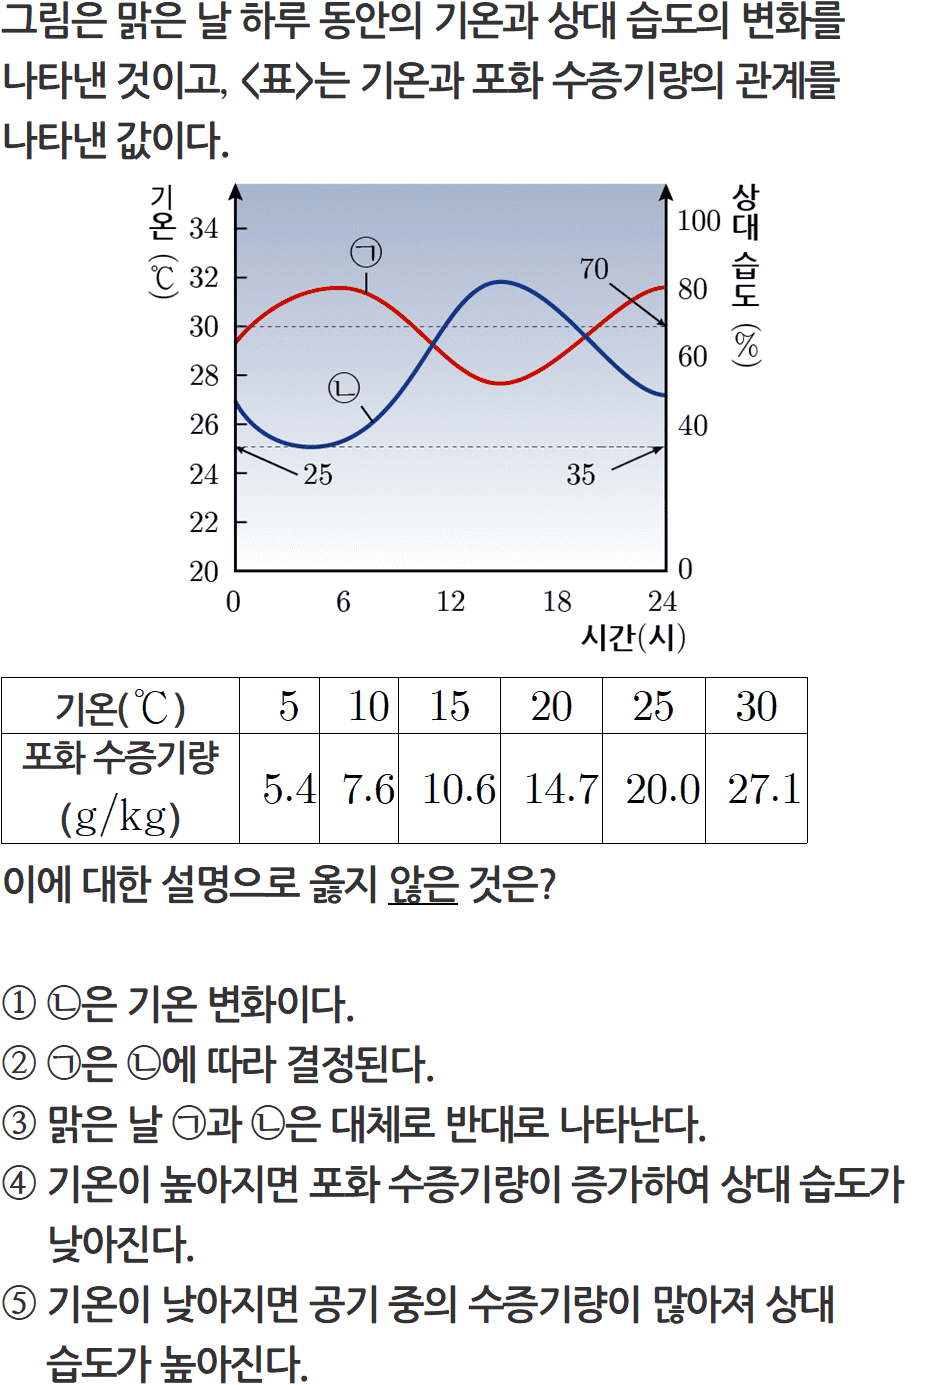 그림은 맑은 날 하루 동안의 기온과 상대 습도의 변화를
나타낸 것이고, <표>는 기온과 포화 수증기량의 관계를
나타낸 값이다.
기온(℃)
34
32
30
28
26
24
22
20
㉠
㉡
70
25
35
상대 습도(%)
100
80
60
40
0
0 6 12 18 24
시간(시)
기온(℃) 5 10 15 20 25 30
포화 수증기량
(g/kg) 5.4 7.6 10.6 14.7 20.0 27.1
이에 대한 설명으로 옳지 않은 것은?
① ㉡은 기온 변화이다.
② ㉠은 ㉡에 따라 결정된다.
③ 맑은 날 ㉠과 ㉡은 대체로 반대로 나타난다.
④ 기온이 높아지면 포화 수증기량이 증가하여 상대 습도가
낮아진다.
⑤ 기온이 낮아지면 공기 중의 수증기량이 많아져 상대
습도가 높아진다.